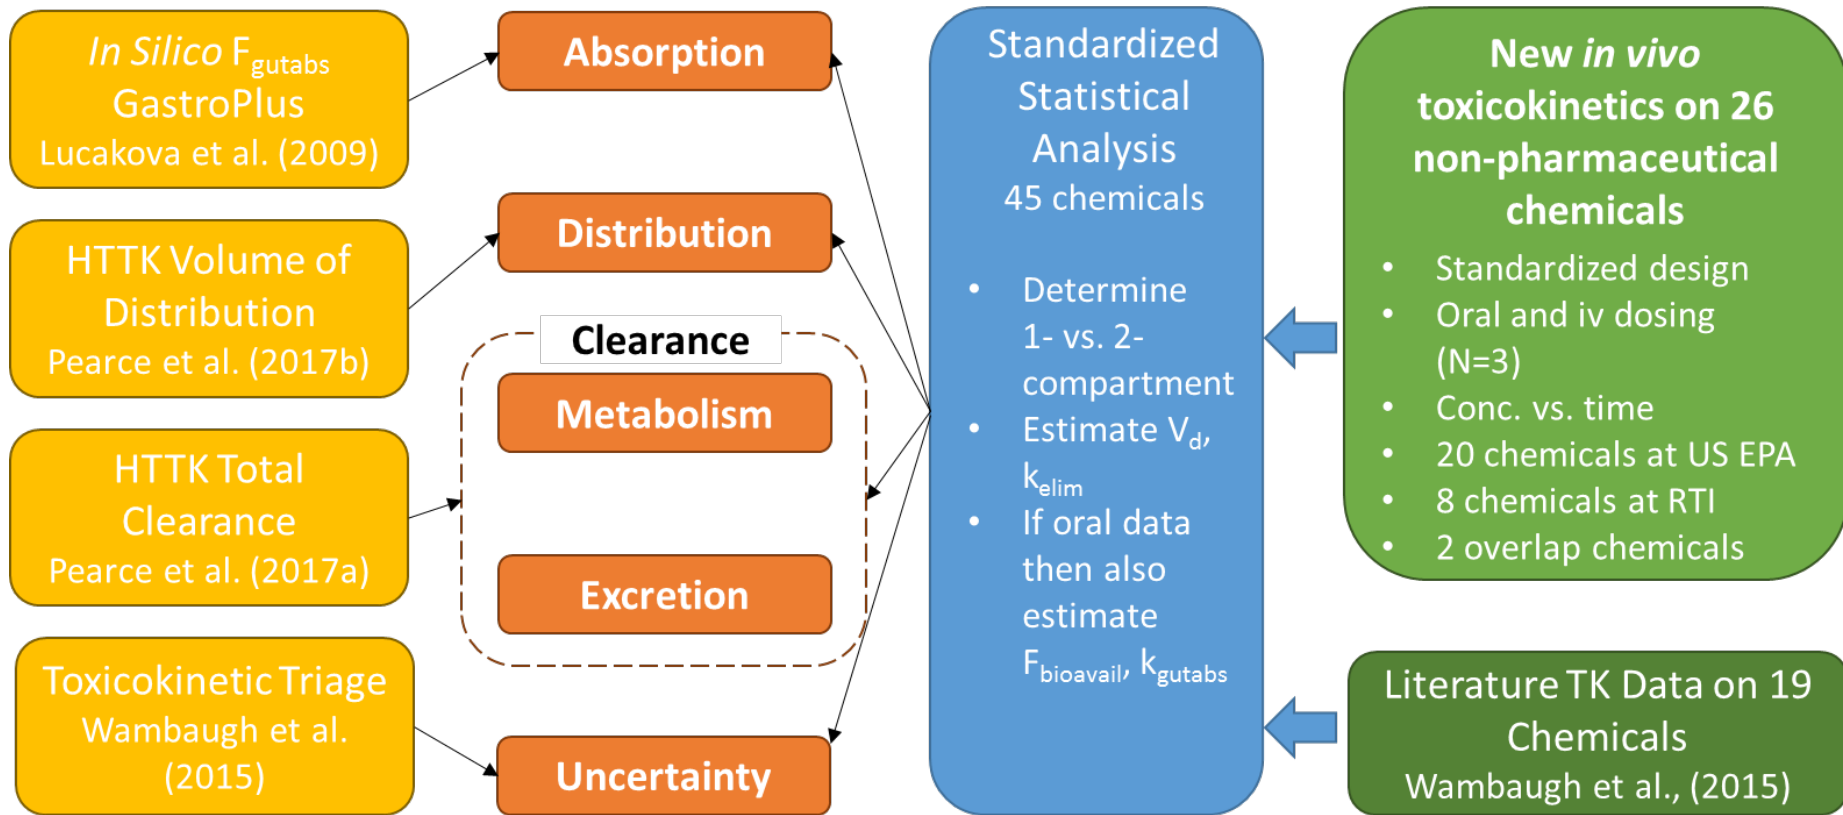 In Silico Fgutabs
GastroPlus
Lucakova et al. (2009)
HTTK Volume of
Distribution
Pearce et al. (2017b)
HTTK Total
Clearance
Pearce et al. (2017a)
Toxicokinetic Triage
Wambaugh et al.
(2015)
Absorption
Distribution
Clearance
Metabolism
Excretion
Uncertainty
Standardized
Statistical
Analysis
45 chemicals
• Determine
1- vs. 2-
compartment
• Estimate Vd,
kelim
• If oral data
then also
estimate
Fbioavail, kgutabs
New in vivo
toxicokinetics on 26
non-pharmaceutical
chemicals
• Standardized design
• Oral and iv dosing
(N=3)
• Conc. vs. time
• 20 chemicals at US EPA
• 8 chemicals at RTI
• 2 overlap chemicals
Literature TK Data on 19
Chemicals
Wambaugh et al., (2015)